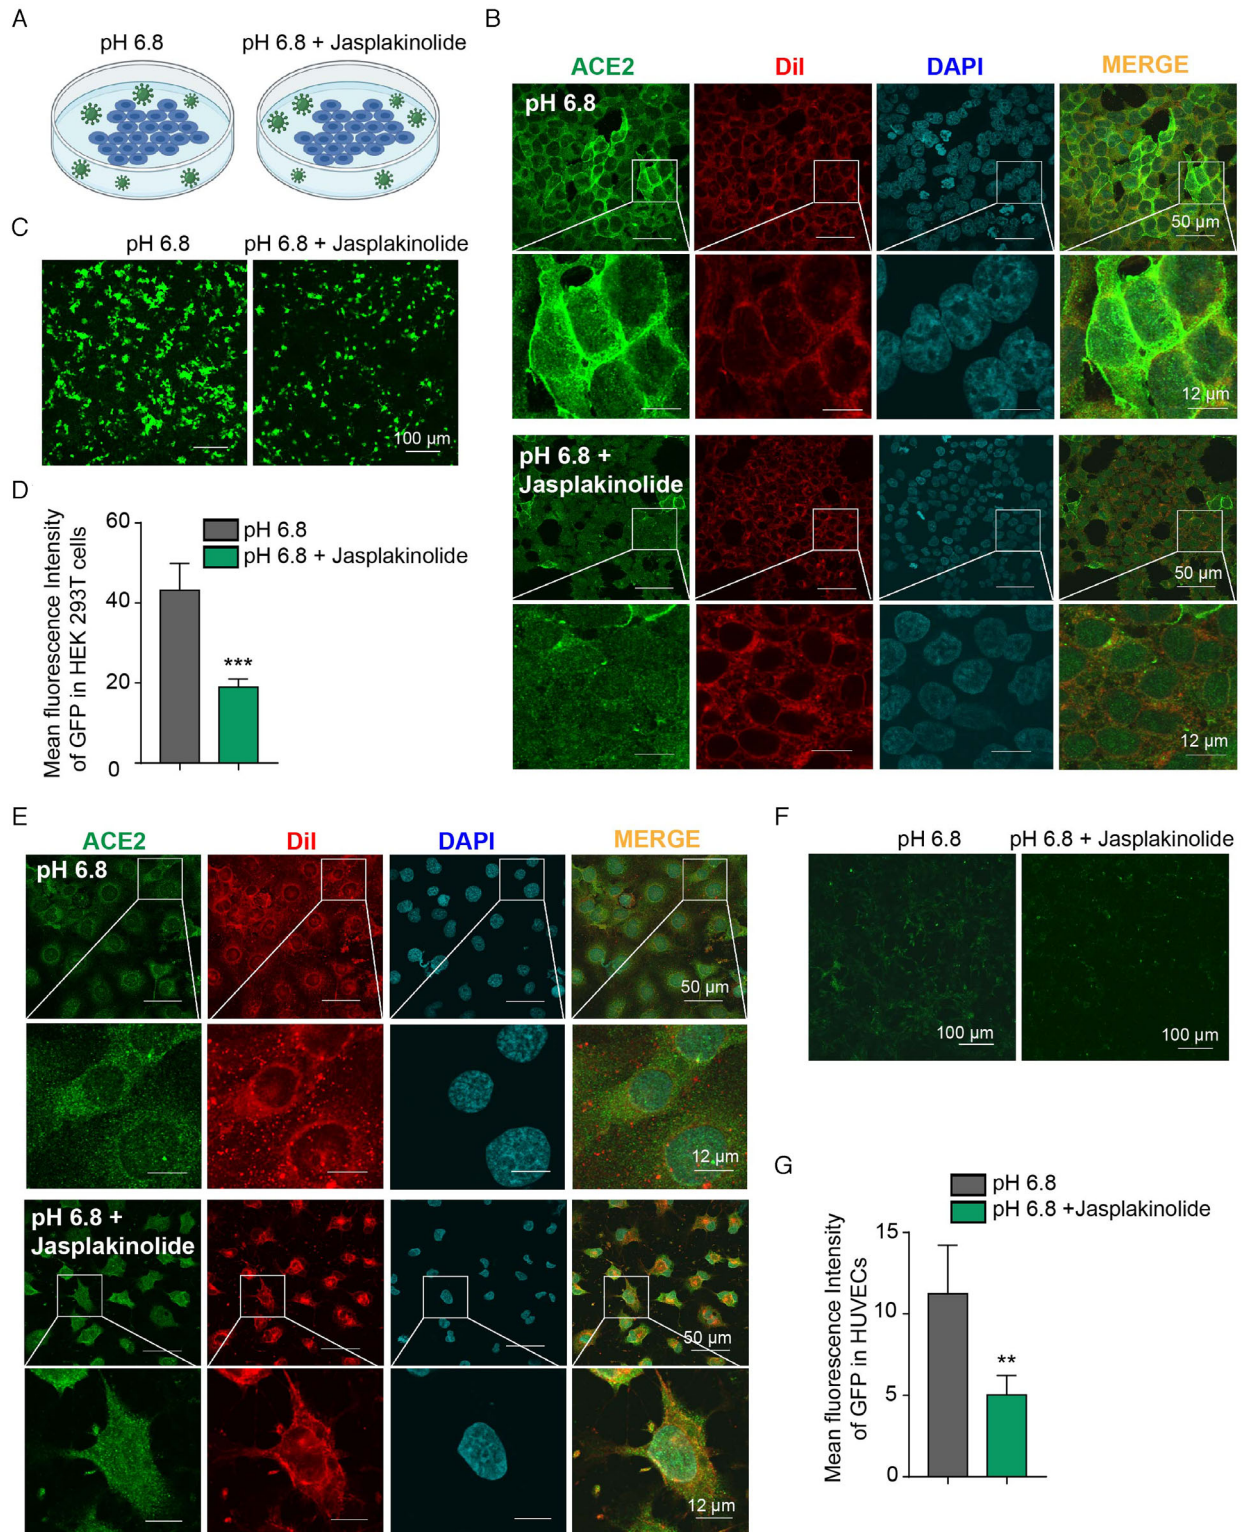 A
pH 6.8
pH 6.8 + Jasplakinolide
B
ACE2
Dil
DAPI
MERGE
pH 6.8
50 µm
12 µm
pH 6.8 +
Jasplakinolide
50 µm
12 µm
C
pH 6.8
pH 6.8 + Jasplakinolide
100 µm
D
Mean fluorescence Intensity
of GFP in HEK 293T cells
60
40
20
0
pH 6.8
pH 6.8 + Jasplakinolide
***
E
ACE2
Dil
DAPI
MERGE
pH 6.8
50 µm
12 µm
pH 6.8 +
Jasplakinolide
50 µm
12 µm
F
pH 6.8
pH 6.8 + Jasplakinolide
100 µm
100 µm
G
pH 6.8
pH 6.8 +Jasplakinolide
Mean fluorescence Intensity
of GFP in HUVECs
15
10
5
0
**